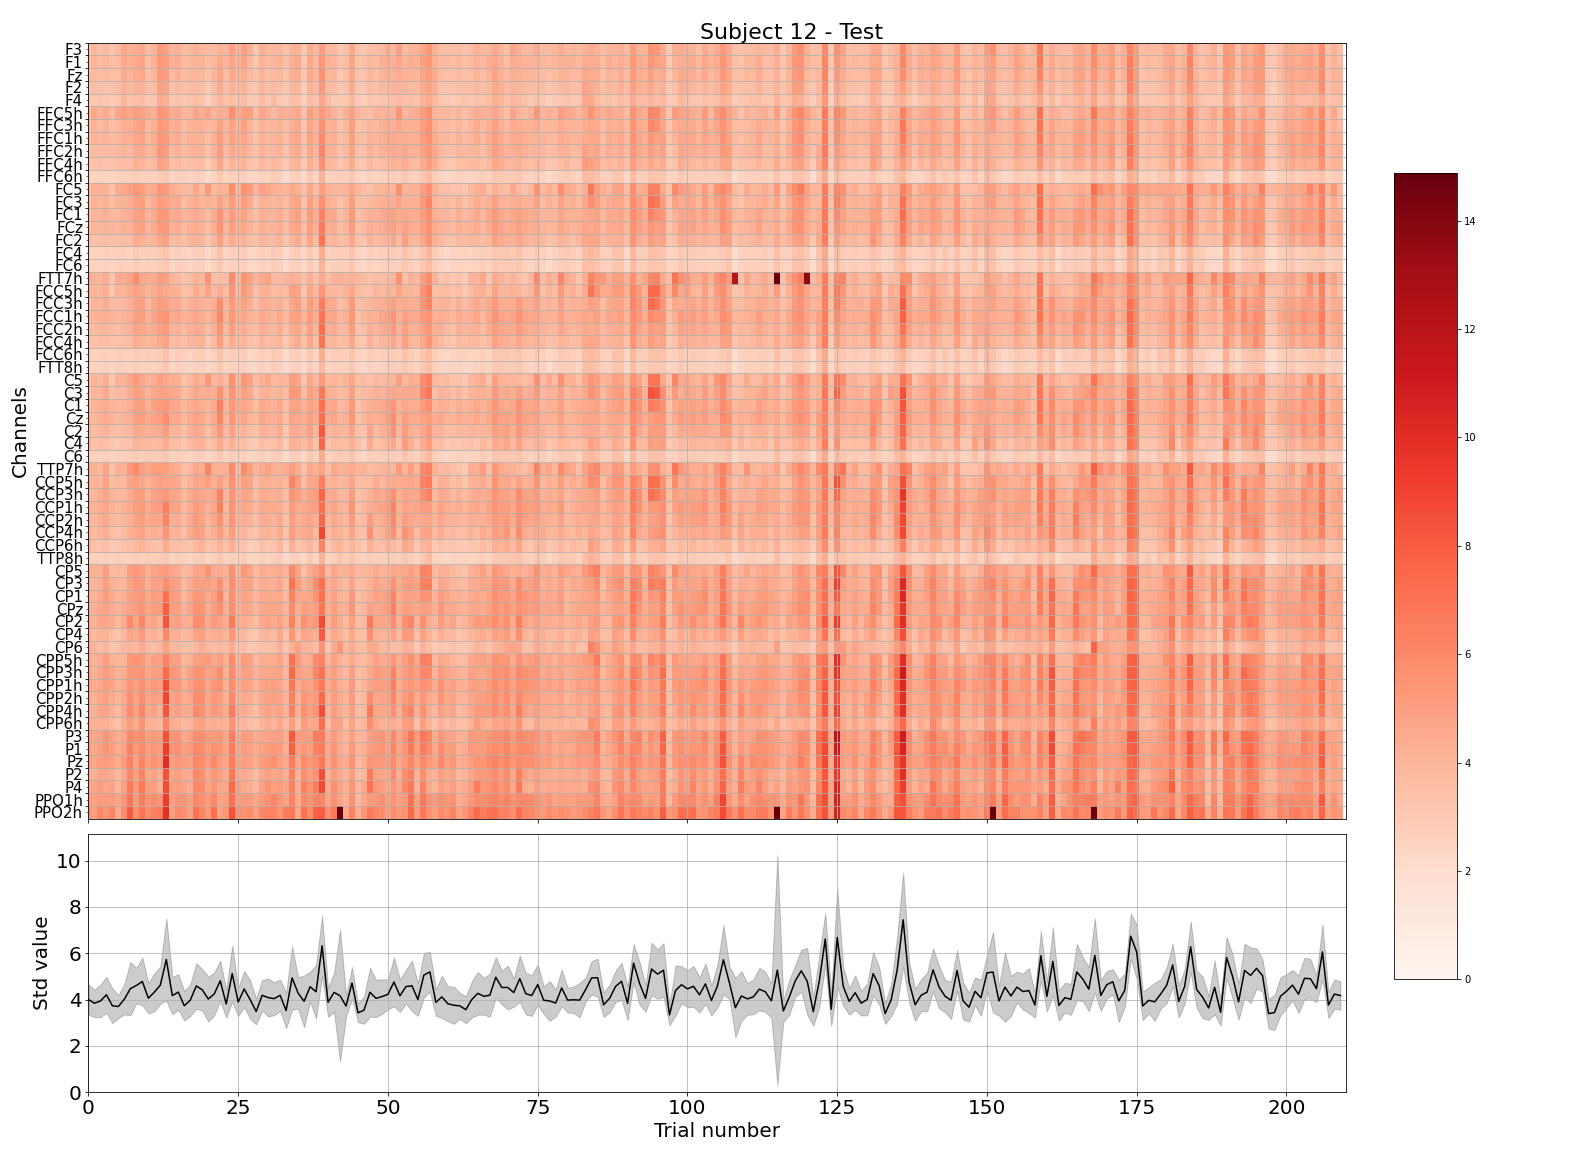 Subject 12 - Test
Channels
F3
F1
Fz
F2
F4
FFC5h
FFC3h
FFC1h
FFC2h
FFC4h
FFC6h
FC5
FC3
FC1
FCz
FC2
FC4
FC6
FTT7h
FCC5h
FCC3h
FCC1h
FCC2h
FCC4h
FCC6h
FTT8h
C5
C3
C1
Cz
C2
C4
C6
TTP7h
CCP5h
CCP3h
CCP1h
CCP2h
CCP4h
CCP6h
TTP8h
CP5
CP3
CP1
CPz
CP2
CP4
CP6
CPP5h
CPP3h
CPP1h
CPP2h
CPP4h
CPP6h
P3
P1
Pz
P2
P4
PPO1h
PPO2h
14
12
10
8
6
4
2
0
Std value
10
8
6
4
2
0
0 25 50 75 100 125 150 175 200
Trial number